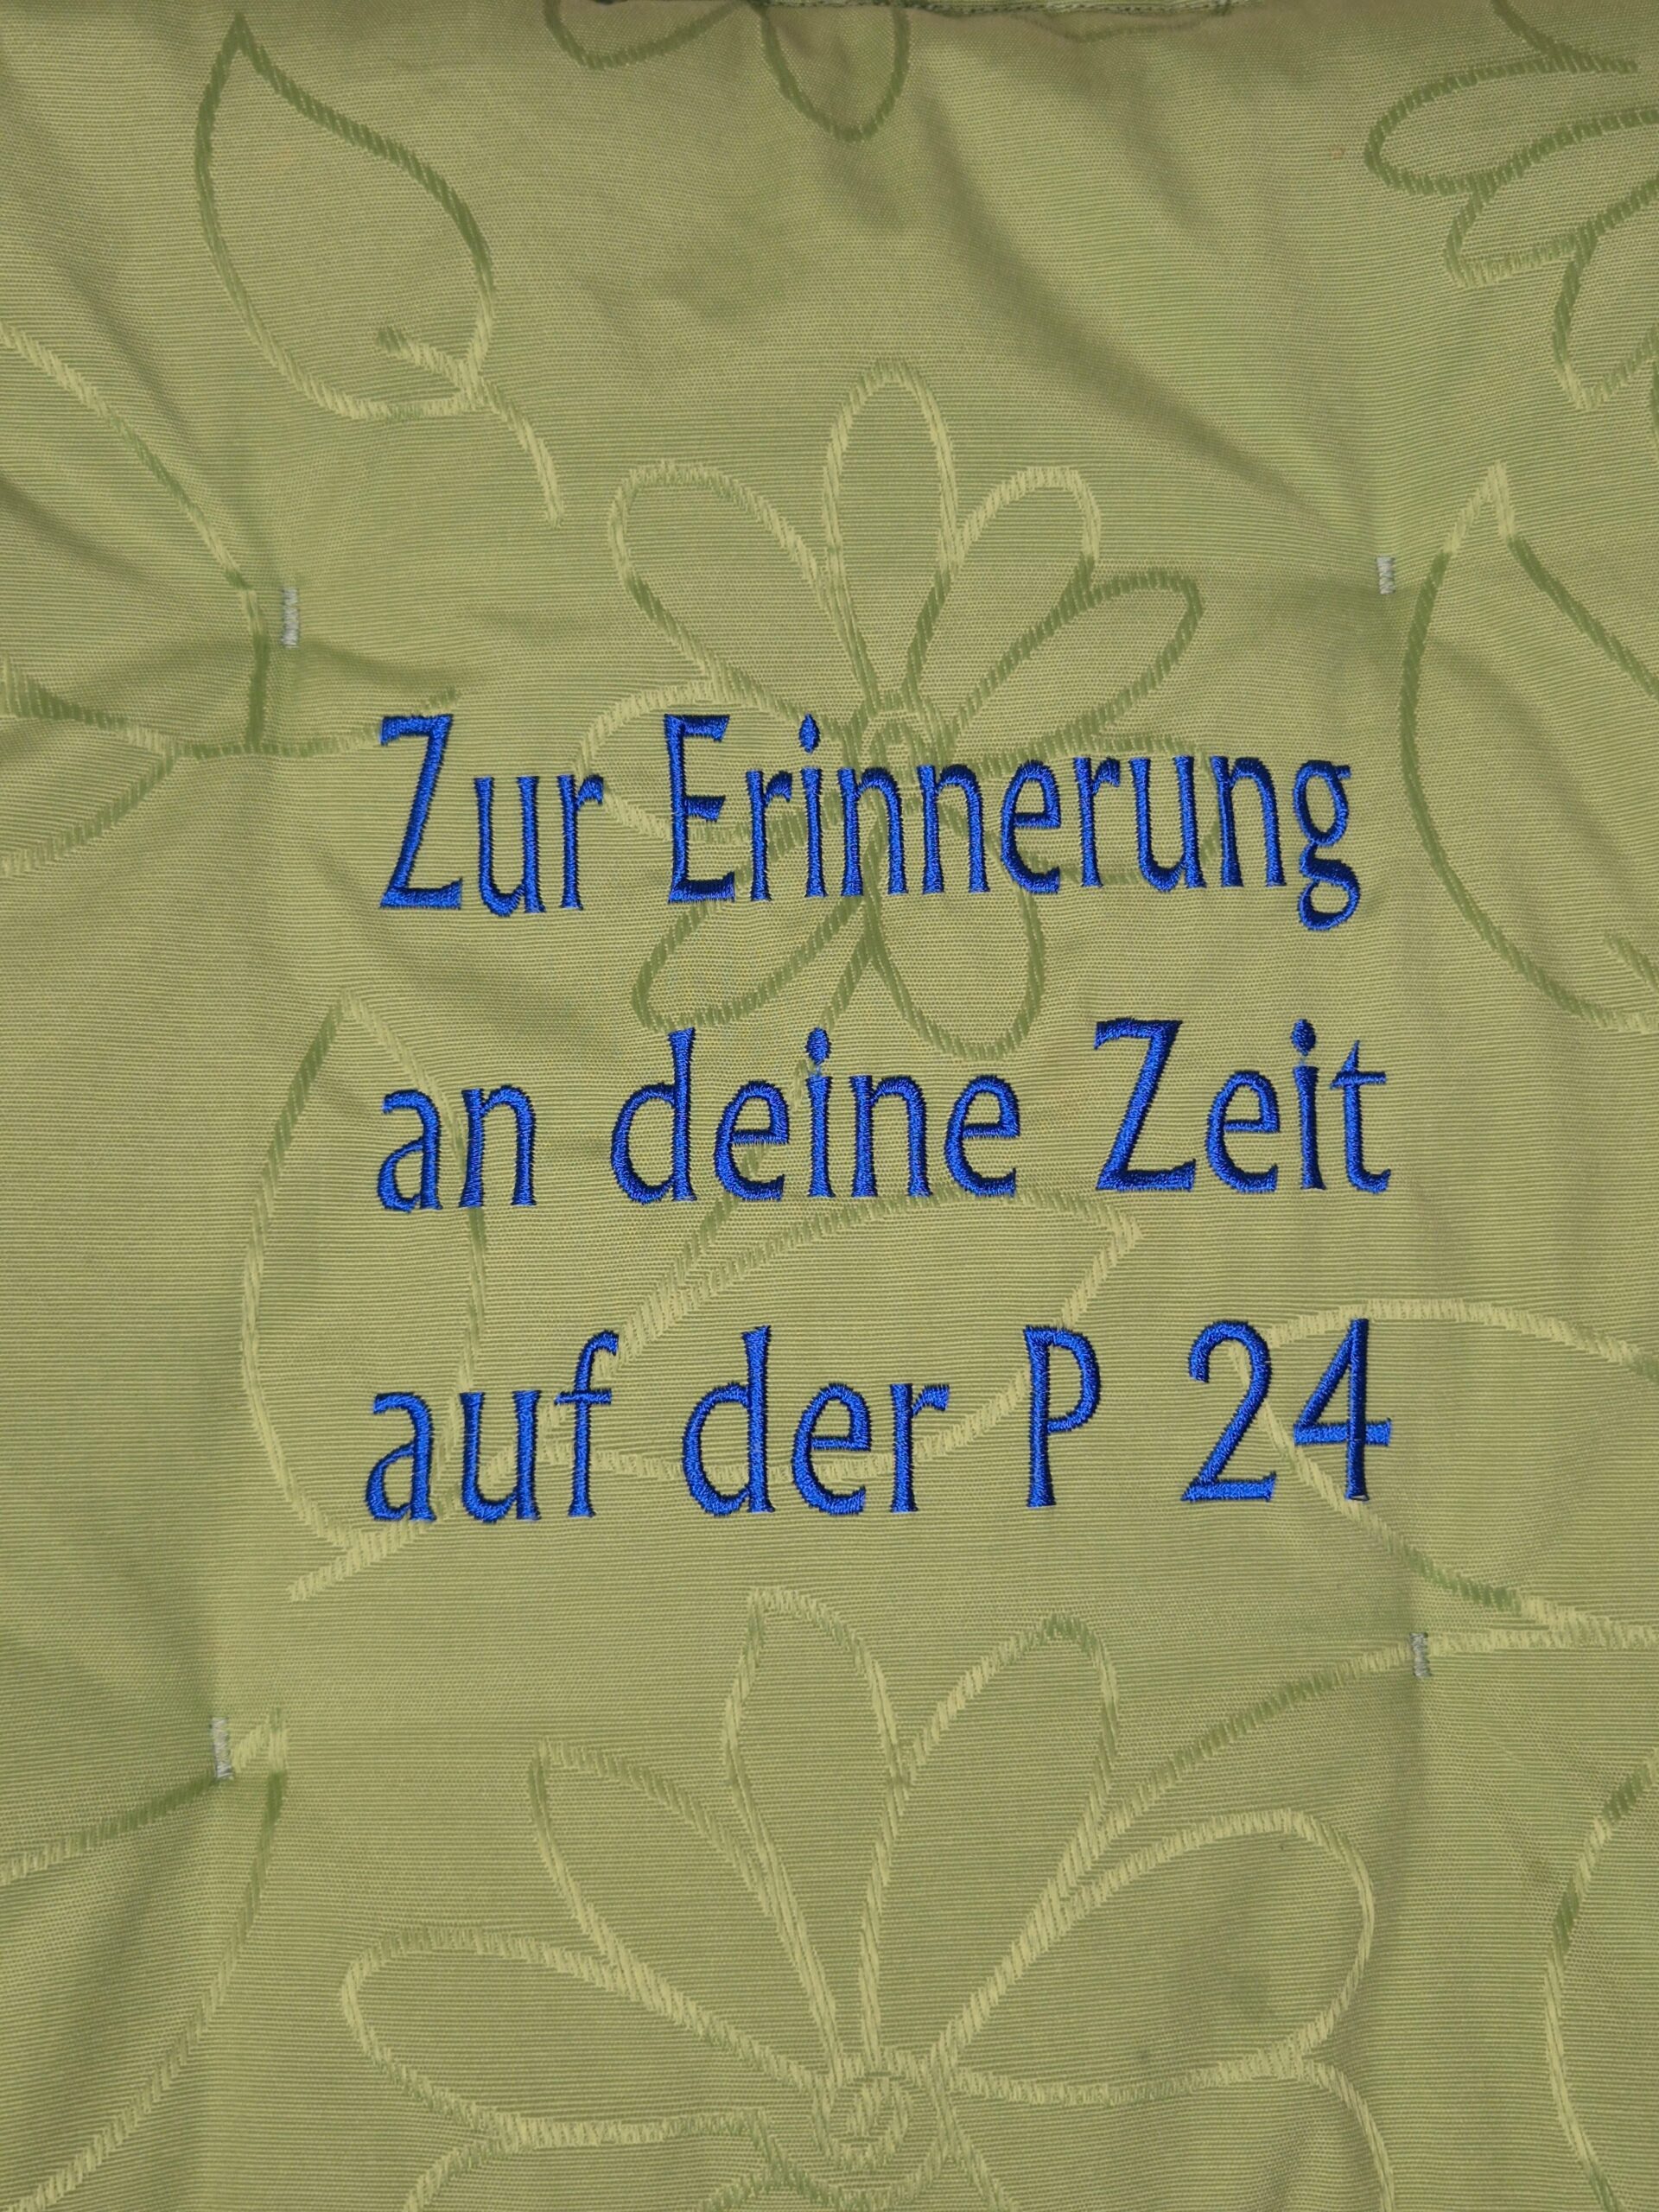 Zur Erinnerung
an deine Zeit
auf der P 24